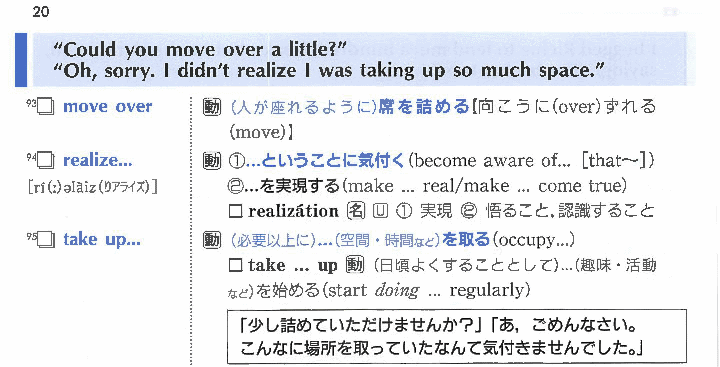 20
"Could you move over a little?"
"Oh, sorry. I didn't realize I was taking up so much space."
93□ move over
動 (人が座れるように)席を詰める[向こうに(over)ずれる
(move)]
94□ realize...
動 ①...ということに気付く(become aware of... [that～])
[rí(ː)əlàiz(リアライズ)]
②...を実現する(make ... real/make ... come true)
□ realizátion 名 U ① 実現 ② 悟ること、認識すること
95□ take up...
動 (必要以上に)...(空間・時間など)を取る(occupy...)
□ take ... up 動 (日頃よくすることとして)...(趣味・活動
など)を始める(start doing ... regularly)
「少し詰めていただけませんか？」「あ，ごめんなさい。
こんなに場所を取っていたなんて気付きませんでした。」